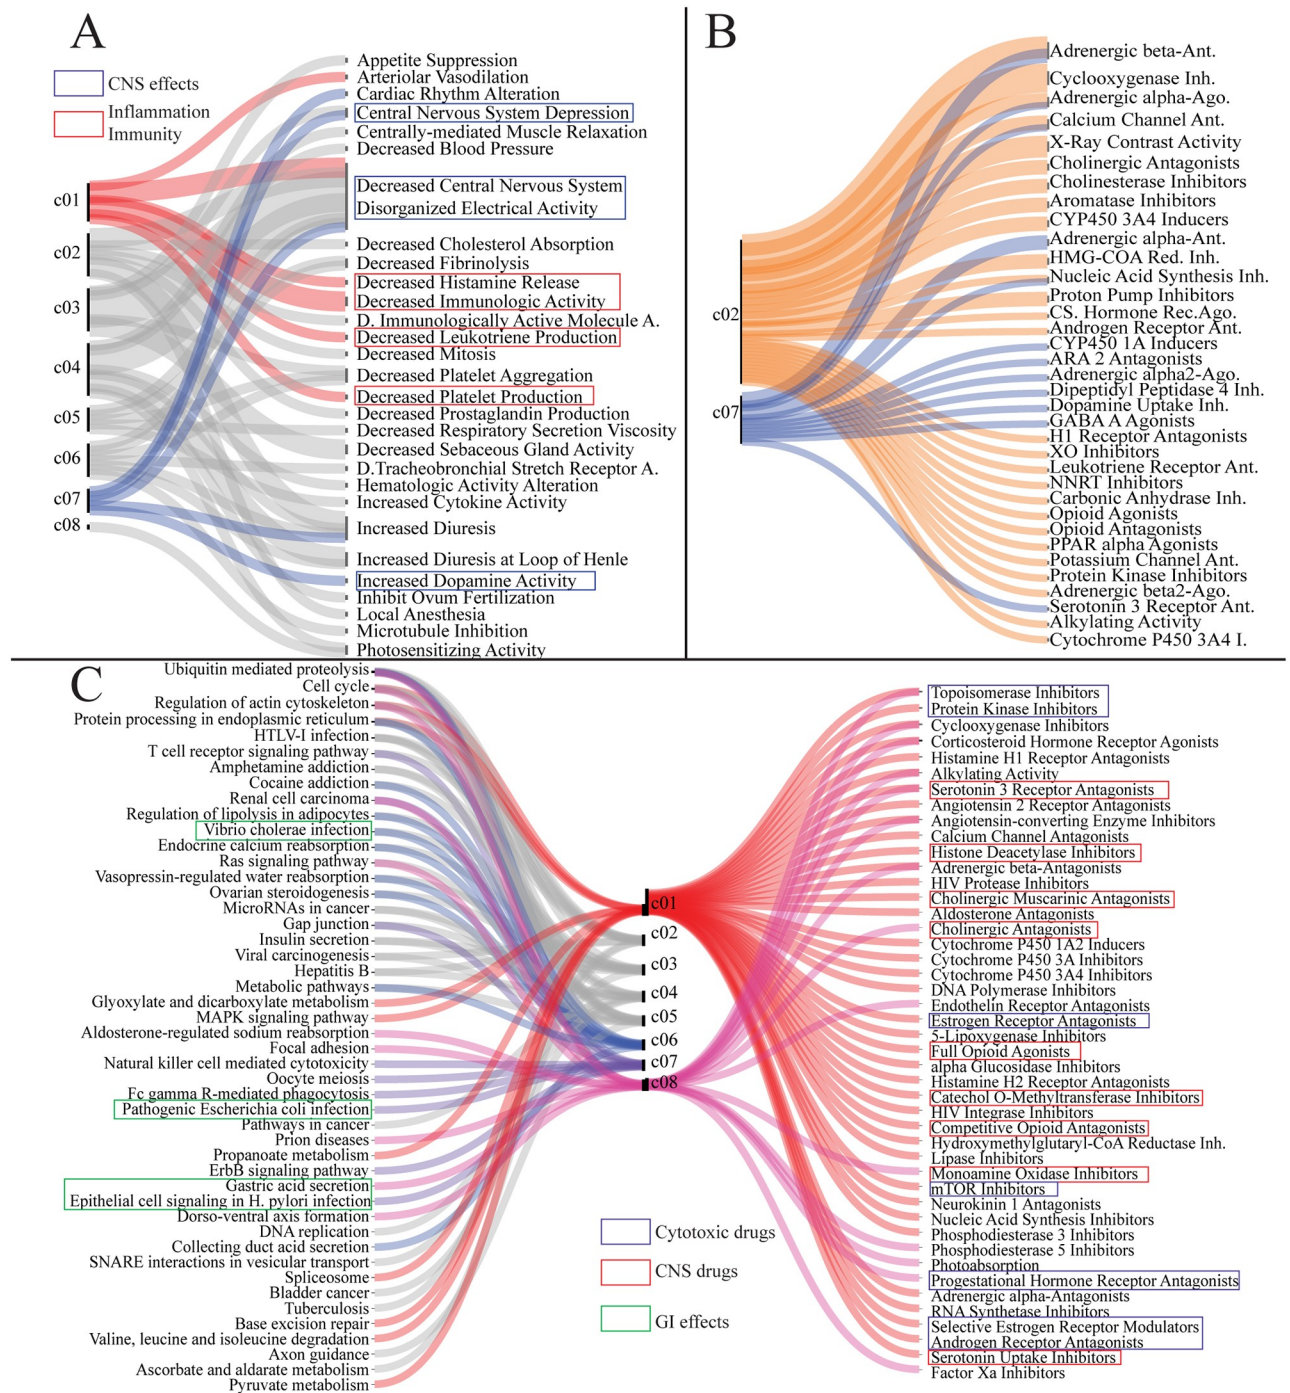 A
CNS effects
Inflammation
Immunity
c01
c02
c03
c04
c05
c06
c07
c08
Appetite Suppression
Arteriolar Vasodilation
Cardiac Rhythm Alteration
Central Nervous System Depression
Centrally-mediated Muscle Relaxation
Decreased Blood Pressure
Decreased Central Nervous System
Disorganized Electrical Activity
Decreased Cholesterol Absorption
Decreased Fibrinolysis
Decreased Histamine Release
Decreased Immunologic Activity
D. Immunologically Active Molecule A.
Decreased Leukotriene Production
Decreased Mitosis
Decreased Platelet Aggregation
Decreased Platelet Production
Decreased Prostaglandin Production
Decreased Respiratory Secretion Viscosity
Decreased Sebaceous Gland Activity
D.Tracheobronchial Stretch Receptor A.
Hematologic Activity Alteration
Increased Cytokine Activity
Increased Diuresis
Increased Diuresis at Loop of Henle
Increased Dopamine Activity
Inhibit Ovum Fertilization
Local Anesthesia
Microtubule Inhibition
Photosensitizing Activity
B
c02
c07
Adrenergic beta-Ant.
Cyclooxygenase Inh.
Adrenergic alpha-Ago.
Calcium Channel Ant.
X-Ray Contrast Activity
Cholinergic Antagonists
Cholinesterase Inhibitors
Aromatase Inhibitors
CYP450 3A4 Inducers
Adrenergic alpha-Ant.
HMG-COA Red. Inh.
Nucleic Acid Synthesis Inh.
Proton Pump Inhibitors
CS. Hormone Rec.Ago.
Androgen Receptor Ant.
CYP450 1A Inducers
ARA 2 Antagonists
Adrenergic alpha2-Ago.
Dipeptidyl Peptidase 4 Inh.
Dopamine Uptake Inh.
GABA A Agonists
H1 Receptor Antagonists
XO Inhibitors
Leukotriene Receptor Ant.
NNRT Inhibitors
Carbonic Anhydrase Inh.
Opioid Agonists
Opioid Antagonists
PPAR alpha Agonists
Potassium Channel Ant.
Protein Kinase Inhibitors
Adrenergic beta2-Ago.
Serotonin 3 Receptor Ant.
Alkylating Activity
Cytochrome P450 3A4 I.
C
Ubiquitin mediated proteolysis
Cell cycle
Regulation of actin cytoskeleton
Protein processing in endoplasmic reticulum
HTLV-I infection
T cell receptor signaling pathway
Amphetamine addiction
Cocaine addiction
Renal cell carcinoma
Regulation of lipolysis in adipocytes
Vibrio cholerae infection
Endocrine calcium reabsorption
Ras signaling pathway
Vasopressin-regulated water reabsorption
Ovarian steroidogenesis
MicroRNAs in cancer
Gap junction
Insulin secretion
Viral carcinogenesis
Hepatitis B
Metabolic pathways
Glyoxylate and dicarboxylate metabolism
MAPK signaling pathway
Aldosterone-regulated sodium reabsorption
Focal adhesion
Natural killer cell mediated cytotoxicity
Oocyte meiosis
Fc gamma R-mediated phagocytosis
Pathogenic Escherichia coli infection
Pathways in cancer
Prion diseases
Propanoate metabolism
ErbB signaling pathway
Gastric acid secretion
Epithelial cell signaling in H. pylori infection
Dorso-ventral axis formation
DNA replication
Collecting duct acid secretion
SNARE interactions in vesicular transport
Spliceosome
Bladder cancer
Tuberculosis
Base excision repair
Valine, leucine and isoleucine degradation
Axon guidance
Ascorbate and aldarate metabolism
Pyruvate metabolism
c01
c02
c03
c04
c05
c06
c07
c08
Cytotoxic drugs
CNS drugs
GI effects
Topoisomerase Inhibitors
Protein Kinase Inhibitors
Cyclooxygenase Inhibitors
Corticosteroid Hormone Receptor Agonists
Histamine H1 Receptor Antagonists
Alkylating Activity
Serotonin 3 Receptor Antagonists
Angiotensin 2 Receptor Antagonists
Angiotensin-converting Enzyme Inhibitors
Calcium Channel Antagonists
Histone Deacetylase Inhibitors
Adrenergic beta-Antagonists
HIV Protease Inhibitors
Cholinergic Muscarinic Antagonists
Aldosterone Antagonists
Cholinergic Antagonists
Cytochrome P450 1A2 Inducers
Cytochrome P450 3A Inhibitors
Cytochrome P450 3A4 Inhibitors
DNA Polymerase Inhibitors
Endothelin Receptor Antagonists
Estrogen Receptor Antagonists
5-Lipoxygenase Inhibitors
Full Opioid Agonists
alpha Glucosidase Inhibitors
Histamine H2 Receptor Antagonists
Catechol O-Methyltransferase Inhibitors
HIV Integrase Inhibitors
Competitive Opioid Antagonists
Hydroxymethylglutaryl-CoA Reductase Inh.
Lipase Inhibitors
Monoamine Oxidase Inhibitors
mTOR Inhibitors
Neurokinin 1 Antagonists
Nucleic Acid Synthesis Inhibitors
Phosphodiesterase 3 Inhibitors
Phosphodiesterase 5 Inhibitors
Photoabsorption
Progestational Hormone Receptor Antagonists
Adrenergic alpha-Antagonists
RNA Synthetase Inhibitors
Selective Estrogen Receptor Modulators
Androgen Receptor Antagonists
Serotonin Uptake Inhibitors
Factor Xa Inhibitors